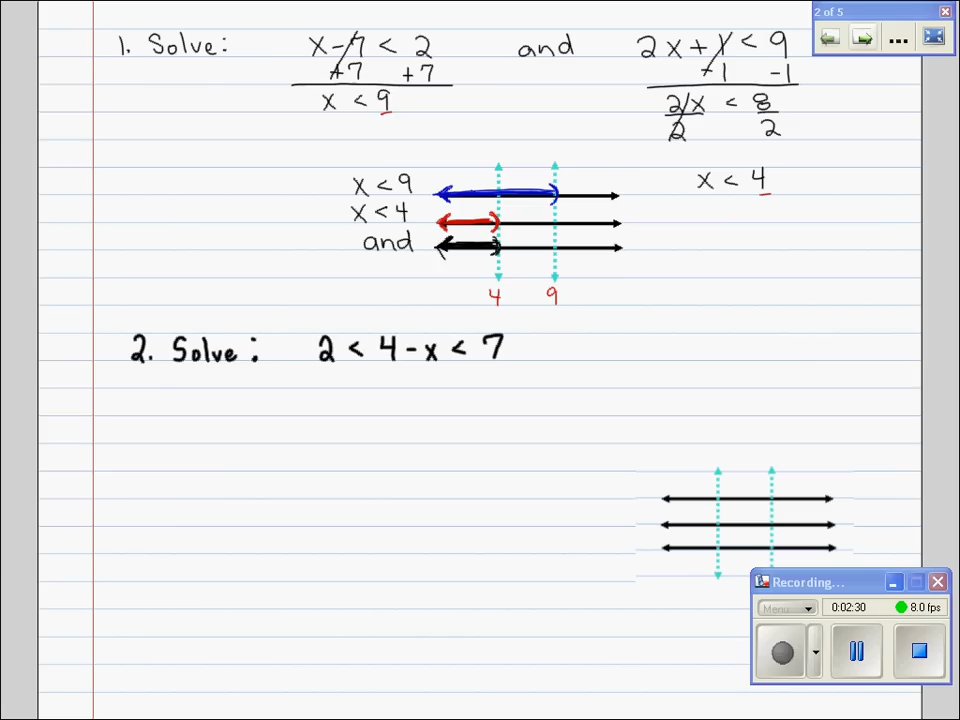 1. Solve: x - 7 < 2 and 2x + 1 < 9
+7 +7 -1 -1
x < 9 2x < 8
2 2
x < 9 x < 4
x < 4
and
4 9
2. Solve: 2 < 4 - x < 7
2 of 5
...
Recording...
Menu 0:02:30 8.0 fps